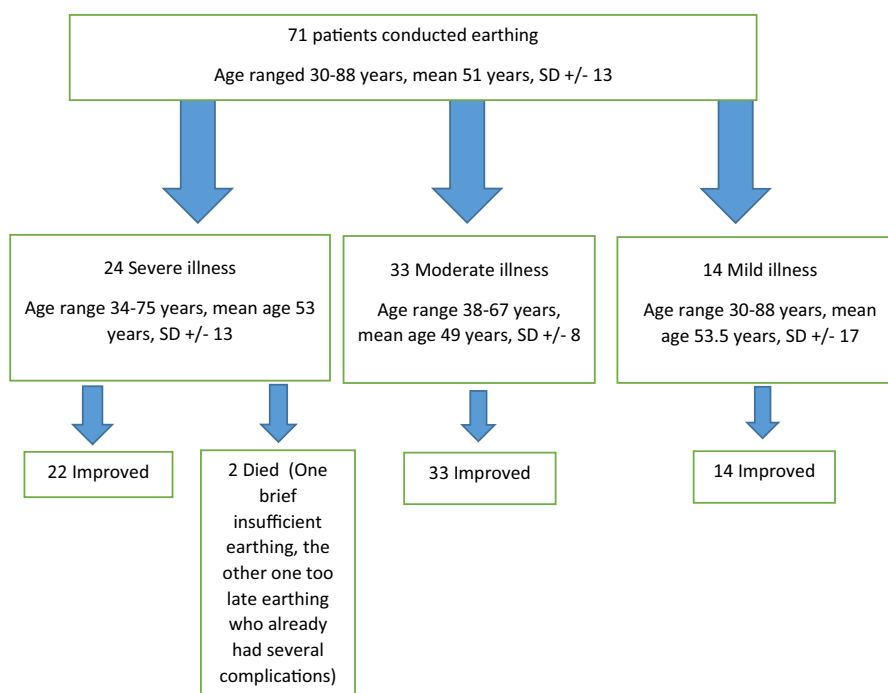 71 patients conducted earthing
Age ranged 30-88 years, mean 51 years, SD +/- 13
24 Severe illness
Age range 34-75 years, mean age 53
years, SD +/- 13
33 Moderate illness
Age range 38-67 years,
mean age 49 years, SD +/- 8
14 Mild illness
Age range 30-88 years, mean
age 53.5 years, SD +/- 17
22 Improved
2 Died  (One
brief
insufficient
earthing, the
other one too
late earthing
who already
had several
complications)
33 Improved
14 Improved